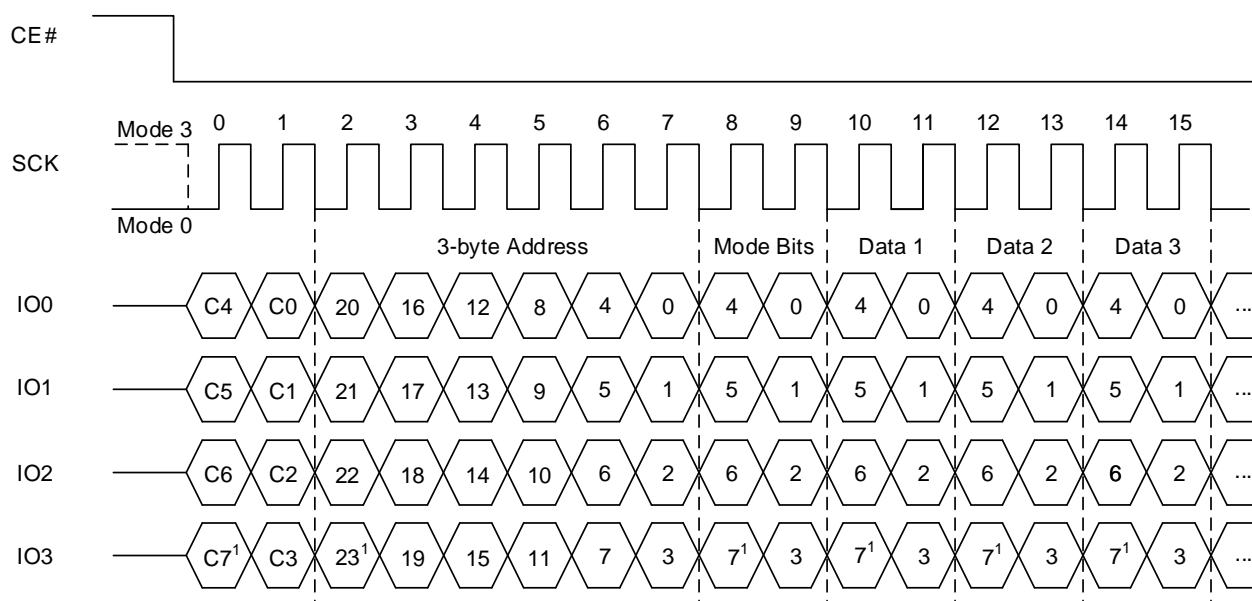 CE#
Mode 3 0 1 2 3 4 5 6 7 8 9 10 11 12 13 14 15
SCK
Mode 0
3-byte Address Mode Bits Data 1 Data 2 Data 3
IO0 C4 C0 20 16 12 8 4 0 4 0 4 0 4 0 4 0 ...
IO1 C5 C1 21 17 13 9 5 1 5 1 5 1 5 1 5 1 ...
IO2 C6 C2 22 18 14 10 6 2 6 2 6 2 6 2 6 2 ...
IO3 C7¹ C3 23¹ 19 15 11 7 3 7¹ 3 7¹ 3 7¹ 3 7¹ 3 ...